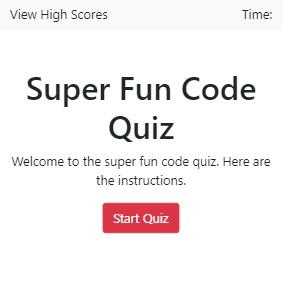 View High Scores Time:
Super Fun Code
Quiz
Welcome to the super fun code quiz. Here are
the instructions.
Start Quiz